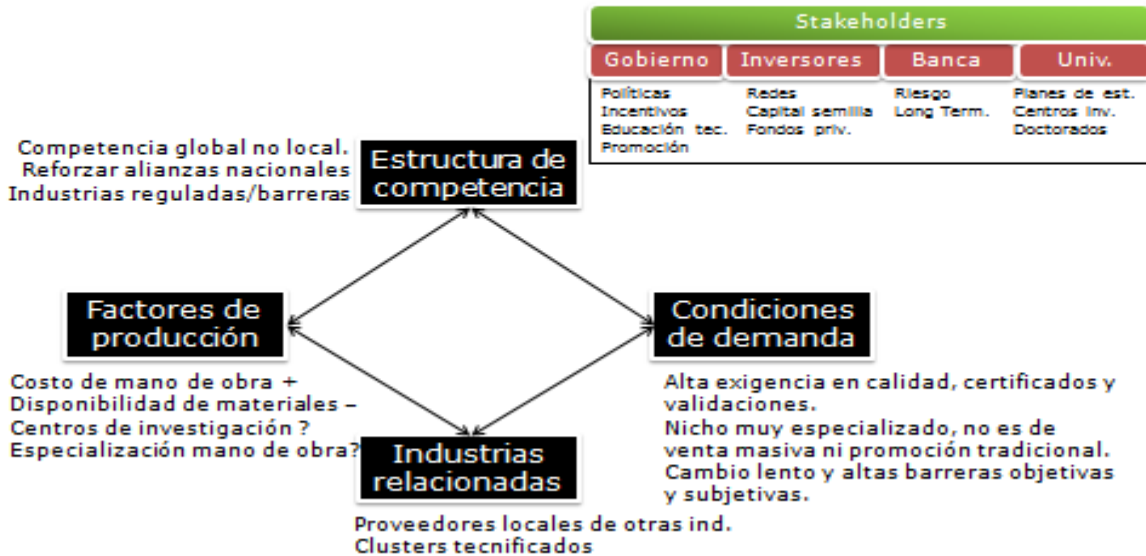 Stakeholders
Gobierno
Inversores
Banca
Univ.
Políticas
Incentivos
Educación tec.
Promoción
Redes
Capital semilla
Fondos priv.
Riesgo
Long Term.
Planes de est.
Centros inv.
Doctorados
Competencia global no local.
Reforzar alianzas nacionales
Industrias reguladas/barreras
Estructura de
competencia
Factores de
producción
Costo de mano de obra +
Disponibilidad de materiales –
Centros de investigación ?
Especialización mano de obra?
Condiciones
de demanda
Alta exigencia en calidad, certificados y
validaciones.
Nicho muy especializado, no es de
venta masiva ni promoción tradicional.
Cambio lento y altas barreras objetivas
y subjetivas.
Industrias
relacionadas
Proveedores locales de otras ind.
Clusters tecnificados